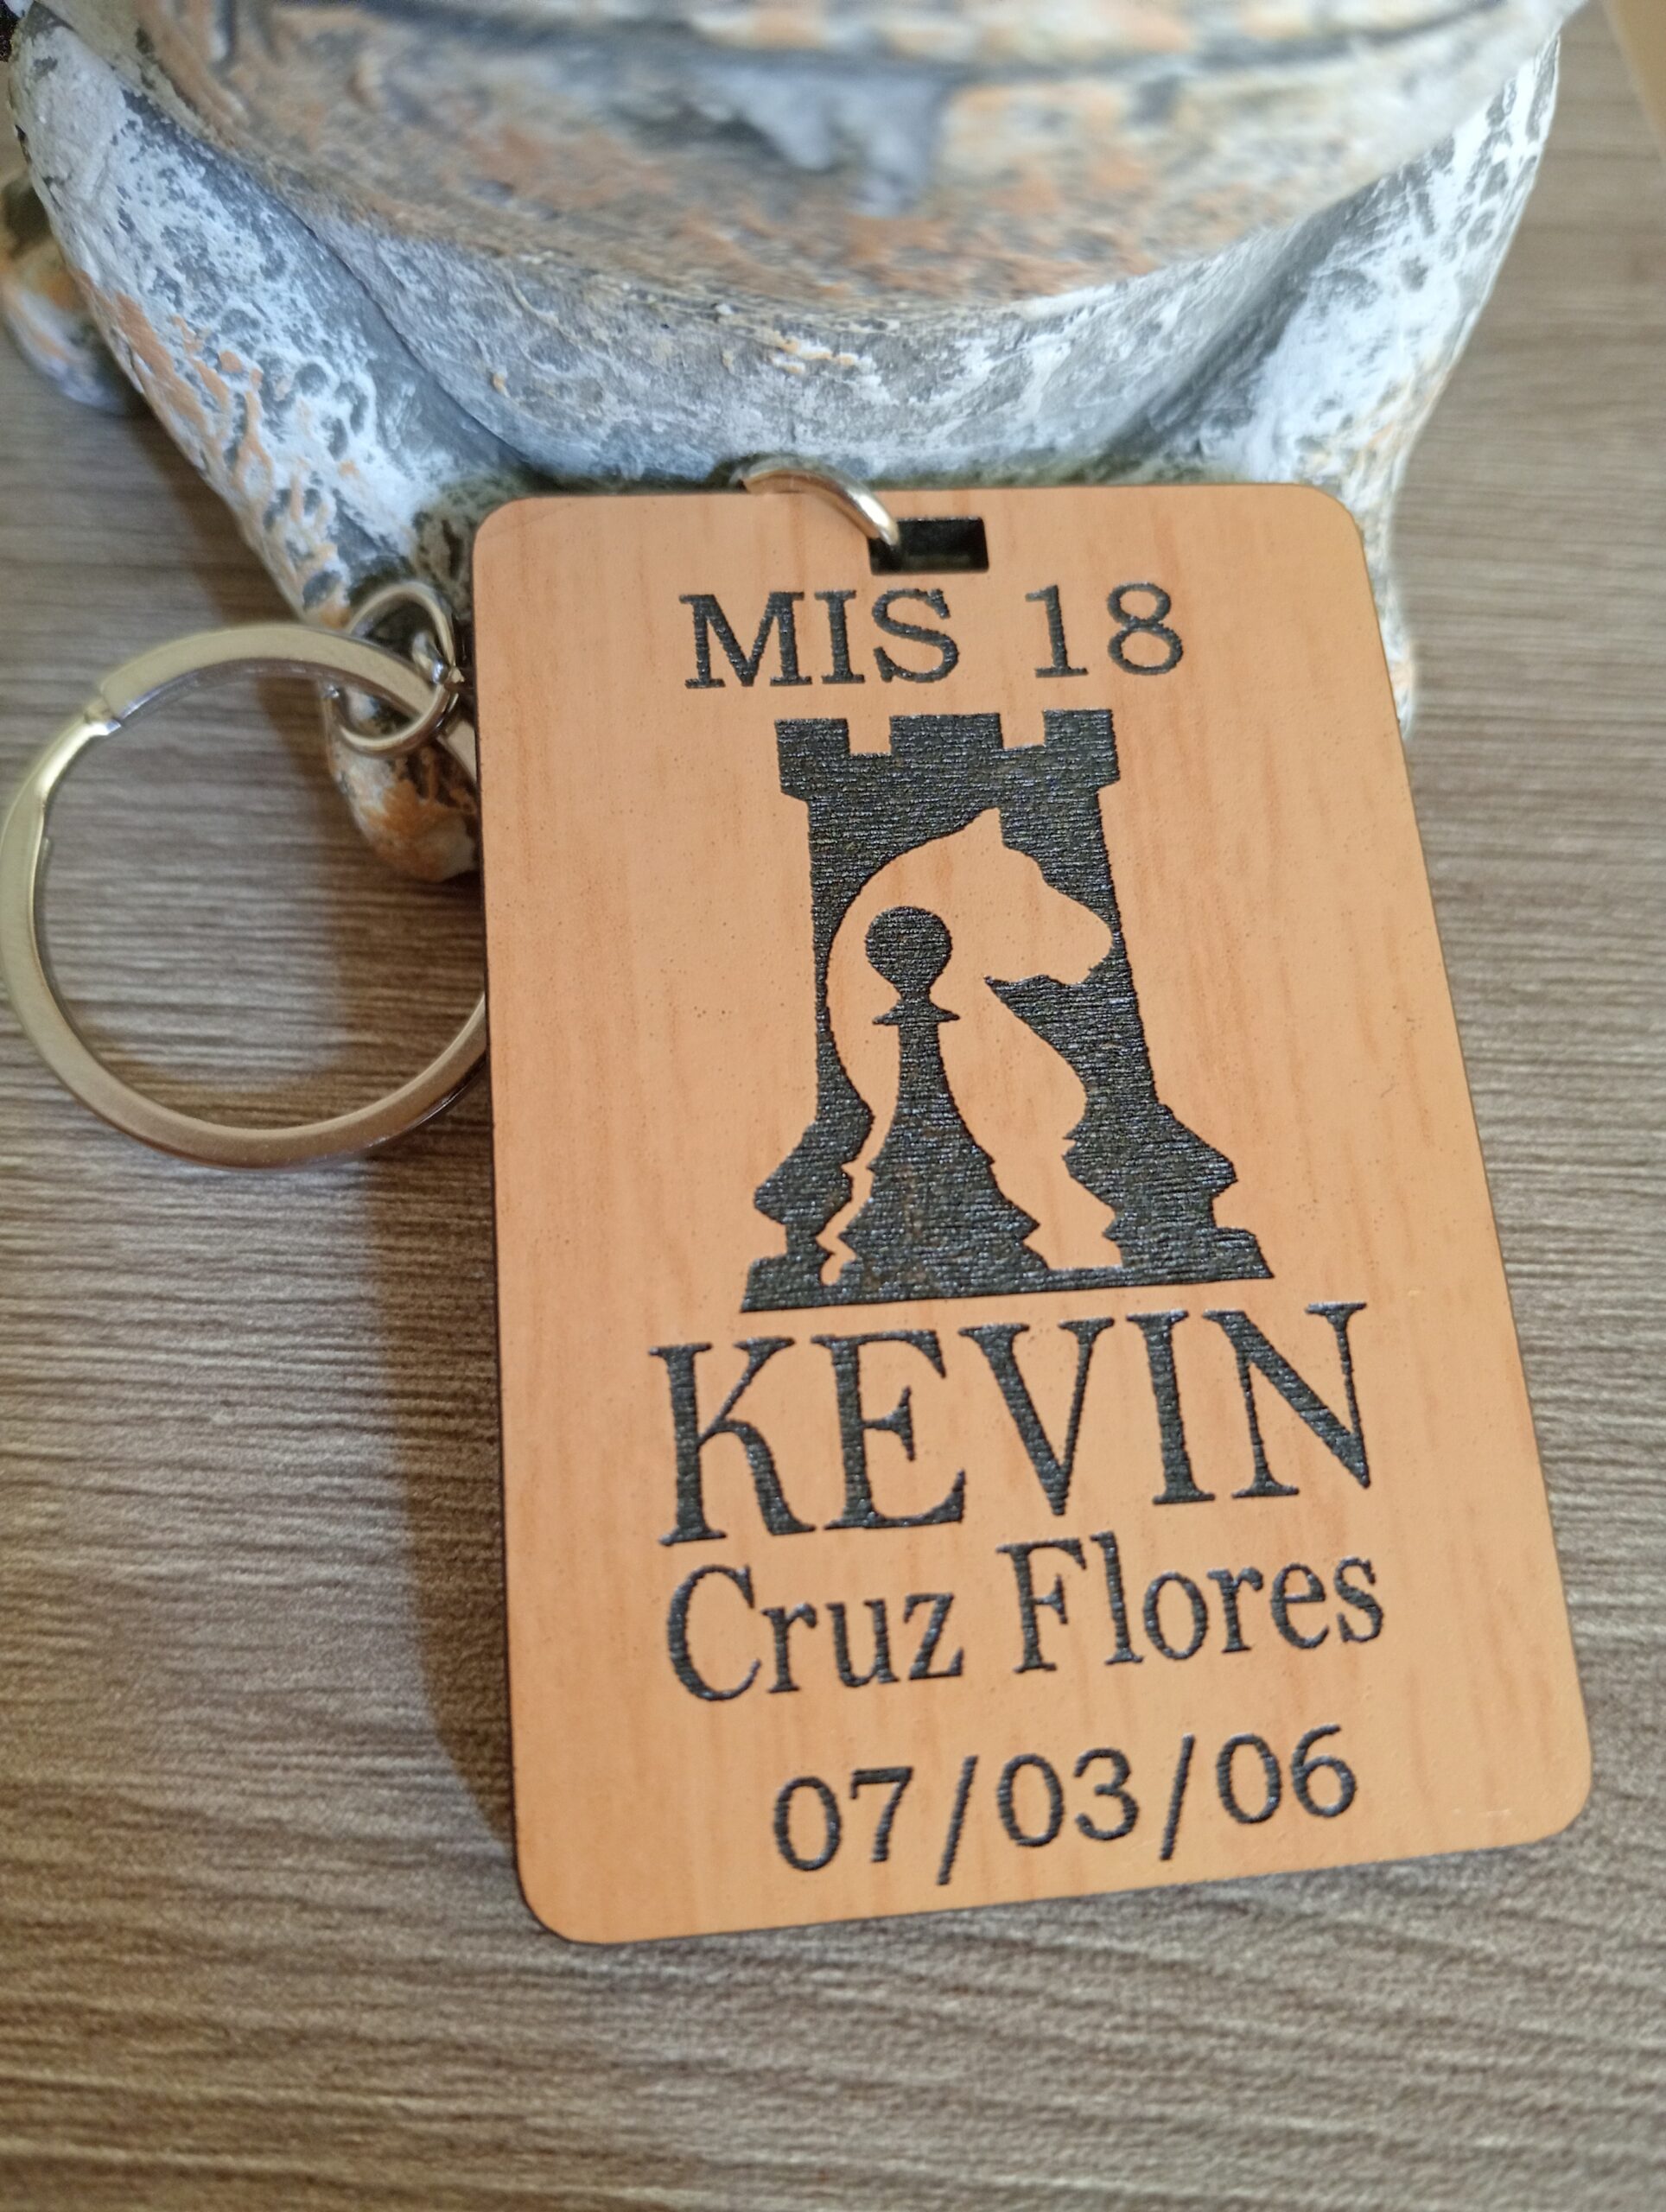 MIS 18
KEVIN
Cruz Flores
07/03/06